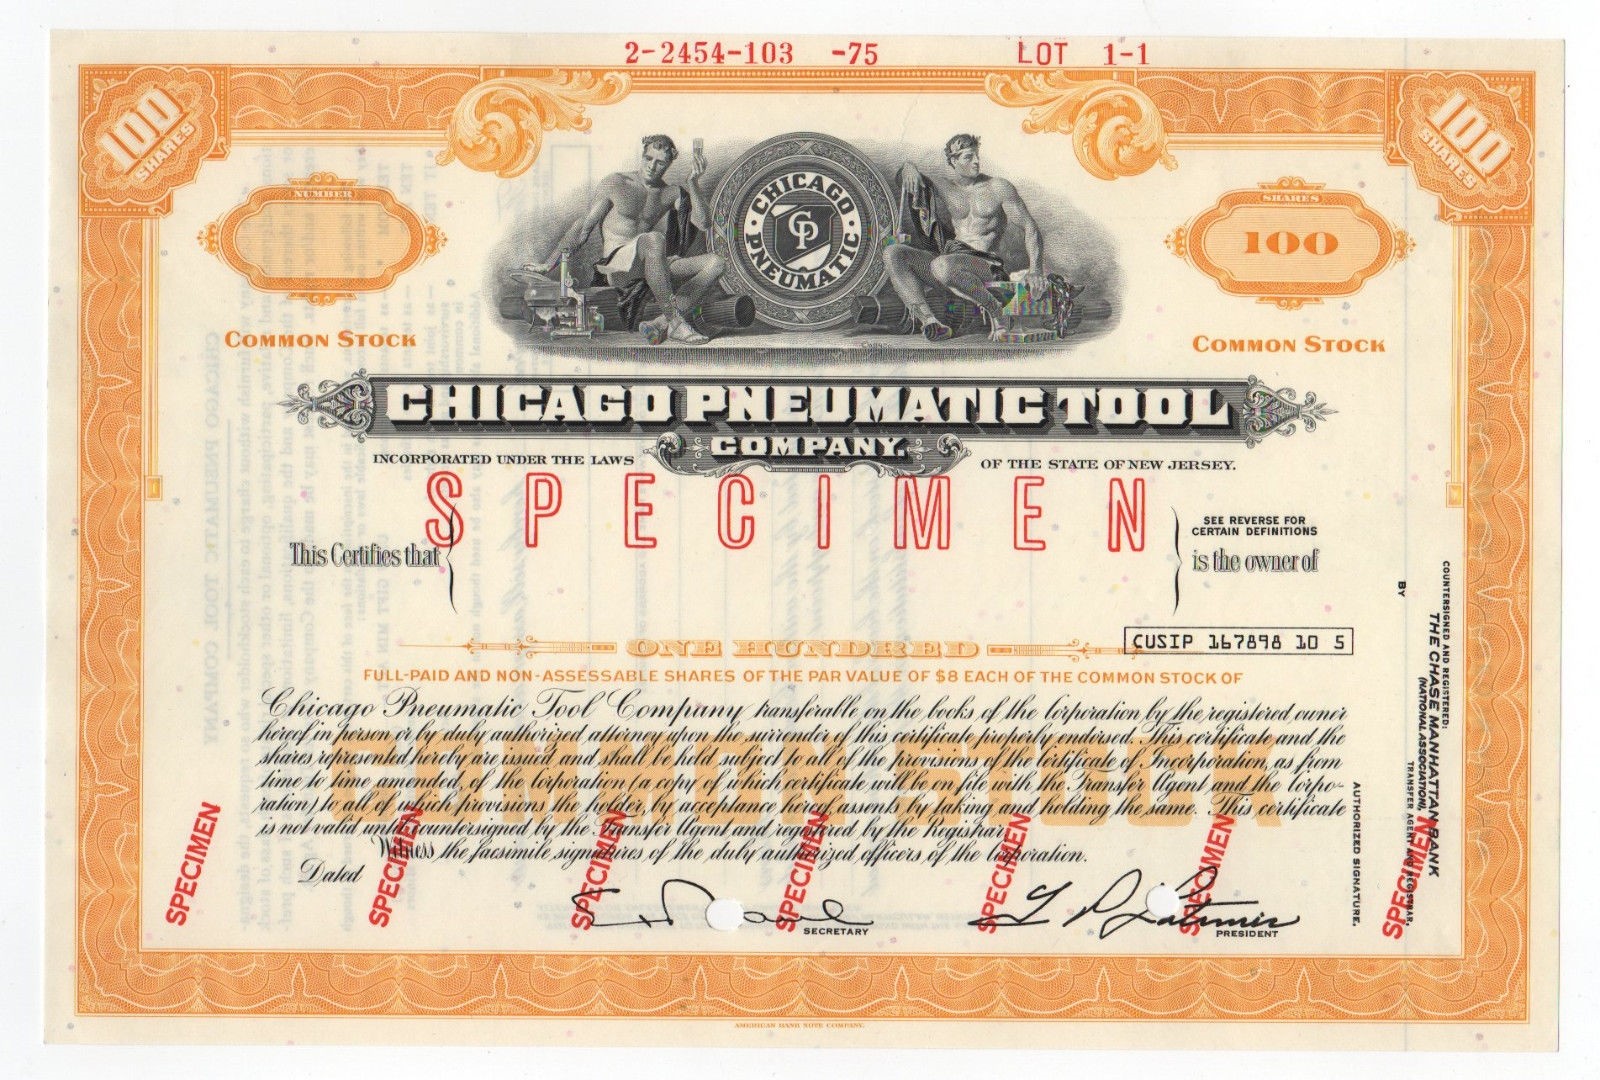 2-2454-103 -75 LOT 1-1
100 SHARES
100 SHARES
NUMBER
SHARES
100
CHICAGO PNEUMATIC
CP
COMMON STOCK
COMMON STOCK
CHICAGO PNEUMATIC TOOL
COMPANY.
INCORPORATED UNDER THE LAWS OF THE STATE OF NEW JERSEY.
SPECIMEN
SEE REVERSE FOR
CERTAIN DEFINITIONS
This Certifies that is the owner of
CUSIP 167898 10 5
ONE HUNDRED
FULL-PAID AND NON-ASSESSABLE SHARES OF THE PAR VALUE OF $8 EACH OF THE COMMON STOCK OF
Chicago Pneumatic Tool Company transferable on the books of the Corporation by the registered owner
hereof in person or by duly authorized attorney upon the surrender of this certificate properly endorsed. This certificate and the
shares represented hereby are issued and shall be held subject to all of the provisions of the Certificate of Incorporation, as from
time to time amended, of the Corporation (a copy of which certificate will be on file with the Transfer Agent and the Corpo-
ration) to all of which provisions the holder, by acceptance hereof assents by taking and holding the same. This certificate
is not valid until countersigned by the Transfer Agent and registered by the Registrar.
Witness the facsimile signatures of the duly authorized officers of the Corporation.
COMMON STOCK
Dated
SECRETARY
PRESIDENT
SPECIMEN
SPECIMEN
SPECIMEN
SPECIMEN
SPECIMEN
SPECIMEN
SPECIMEN
COUNTERSIGNED AND REGISTERED:
THE CHASE MANHATTAN BANK
(NATIONAL ASSOCIATION)
TRANSFER AGENT AND REGISTRAR,
BY
AUTHORIZED SIGNATURE.
AMERICAN BANK NOTE COMPANY.